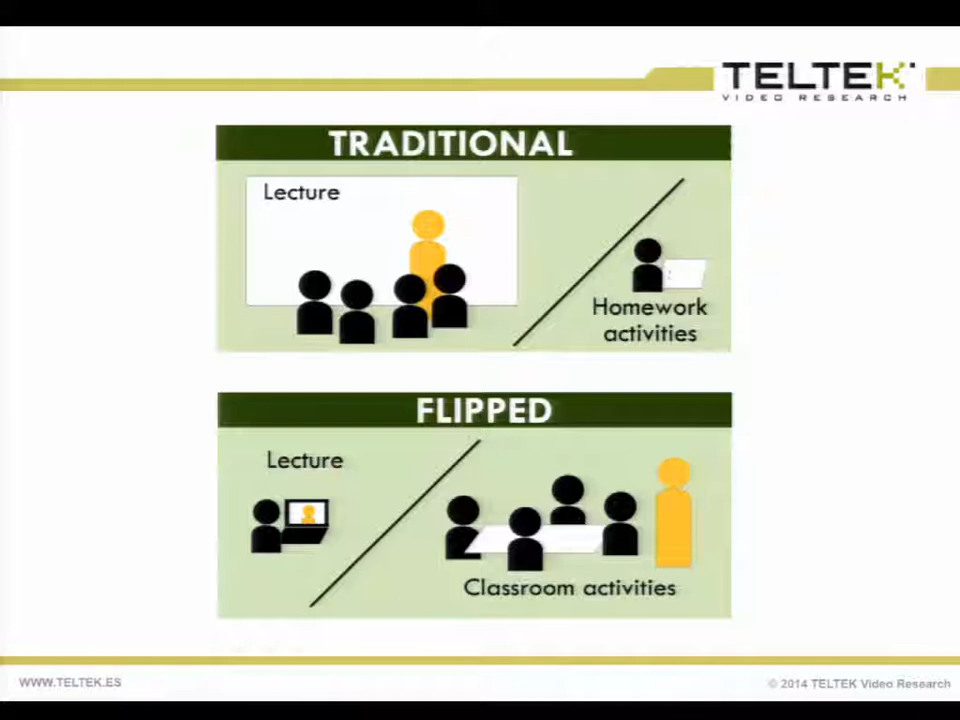 TELTEK
VIDEO RESEARCH
TRADITIONAL
Lecture
Homework
activities
FLIPPED
Lecture
Classroom activities
WWW.TELTEK.ES
© 2014 TELTEK Video Research